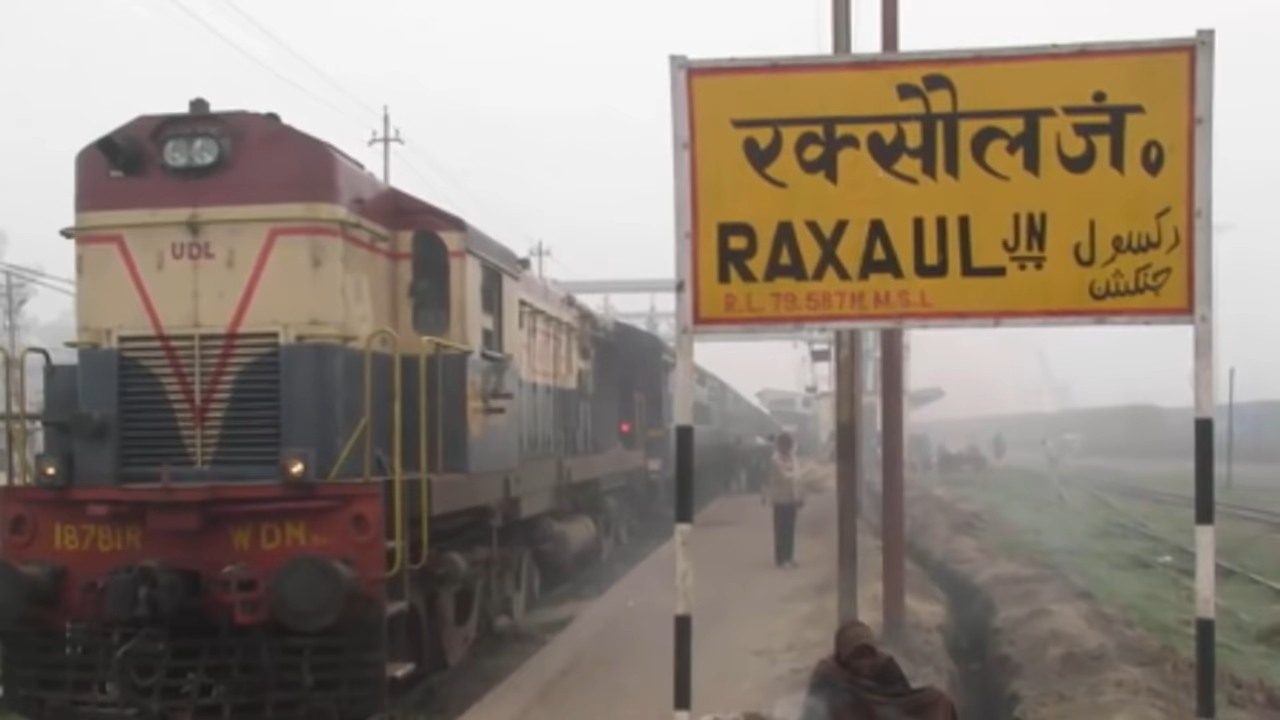 UDL
18781R WDM
रक्सौल जं०
RAXAUL JN
رکسول
جنکشن
R.L. 79.587M. M.S.L